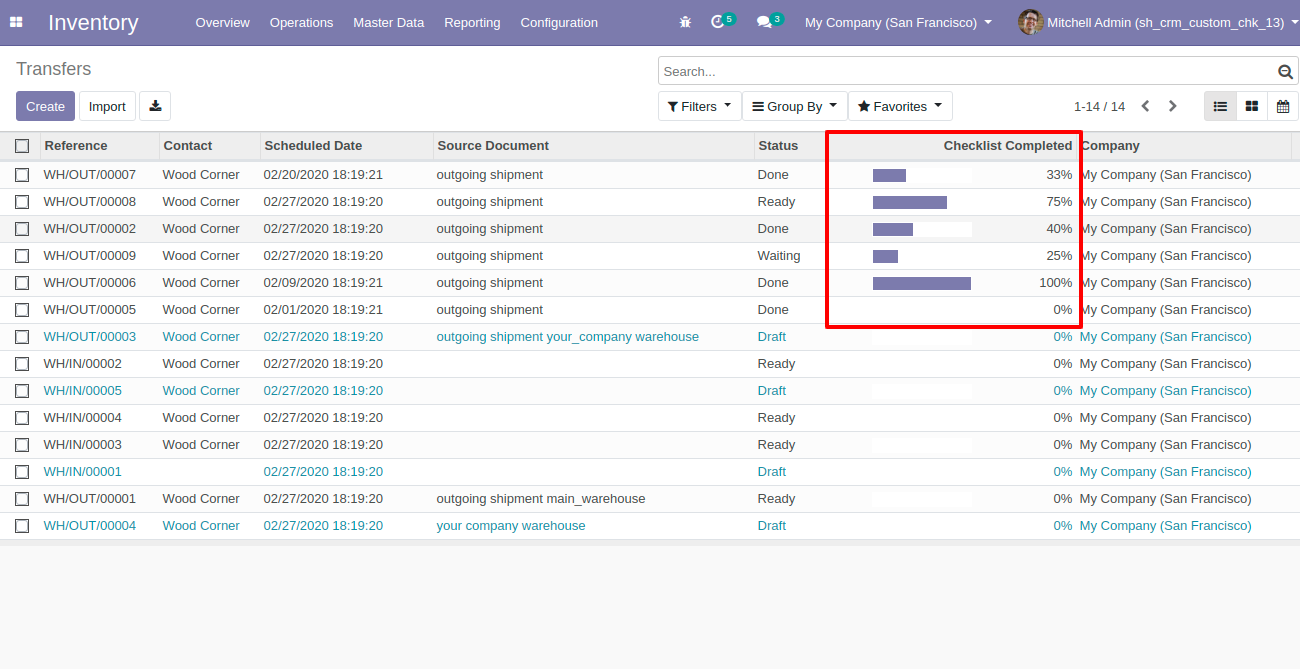 Inventory Overview Operations Master Data Reporting Configuration 5 3 My Company (San Francisco) Mitchell Admin (sh_crm_custom_chk_13)
Transfers Search...
Create Import Filters Group By Favorites 1-14 / 14
Reference Contact Scheduled Date Source Document Status Checklist Completed Company
WH/OUT/00007 Wood Corner 02/20/2020 18:19:21 outgoing shipment Done 33% My Company (San Francisco)
WH/OUT/00008 Wood Corner 02/27/2020 18:19:20 outgoing shipment Ready 75% My Company (San Francisco)
WH/OUT/00002 Wood Corner 02/27/2020 18:19:20 outgoing shipment Done 40% My Company (San Francisco)
WH/OUT/00009 Wood Corner 02/27/2020 18:19:20 outgoing shipment Waiting 25% My Company (San Francisco)
WH/OUT/00006 Wood Corner 02/09/2020 18:19:21 outgoing shipment Done 100% My Company (San Francisco)
WH/OUT/00005 Wood Corner 02/01/2020 18:19:21 outgoing shipment Done 0% My Company (San Francisco)
WH/OUT/00003 Wood Corner 02/27/2020 18:19:20 outgoing shipment your_company warehouse Draft 0% My Company (San Francisco)
WH/IN/00002 Wood Corner 02/27/2020 18:19:20 Ready 0% My Company (San Francisco)
WH/IN/00005 Wood Corner 02/27/2020 18:19:20 Draft 0% My Company (San Francisco)
WH/IN/00004 Wood Corner 02/27/2020 18:19:20 Ready 0% My Company (San Francisco)
WH/IN/00003 Wood Corner 02/27/2020 18:19:20 Ready 0% My Company (San Francisco)
WH/IN/00001 02/27/2020 18:19:20 Draft 0% My Company (San Francisco)
WH/OUT/00001 Wood Corner 02/27/2020 18:19:20 outgoing shipment main_warehouse Ready 0% My Company (San Francisco)
WH/OUT/00004 Wood Corner 02/27/2020 18:19:20 your company warehouse Draft 0% My Company (San Francisco)